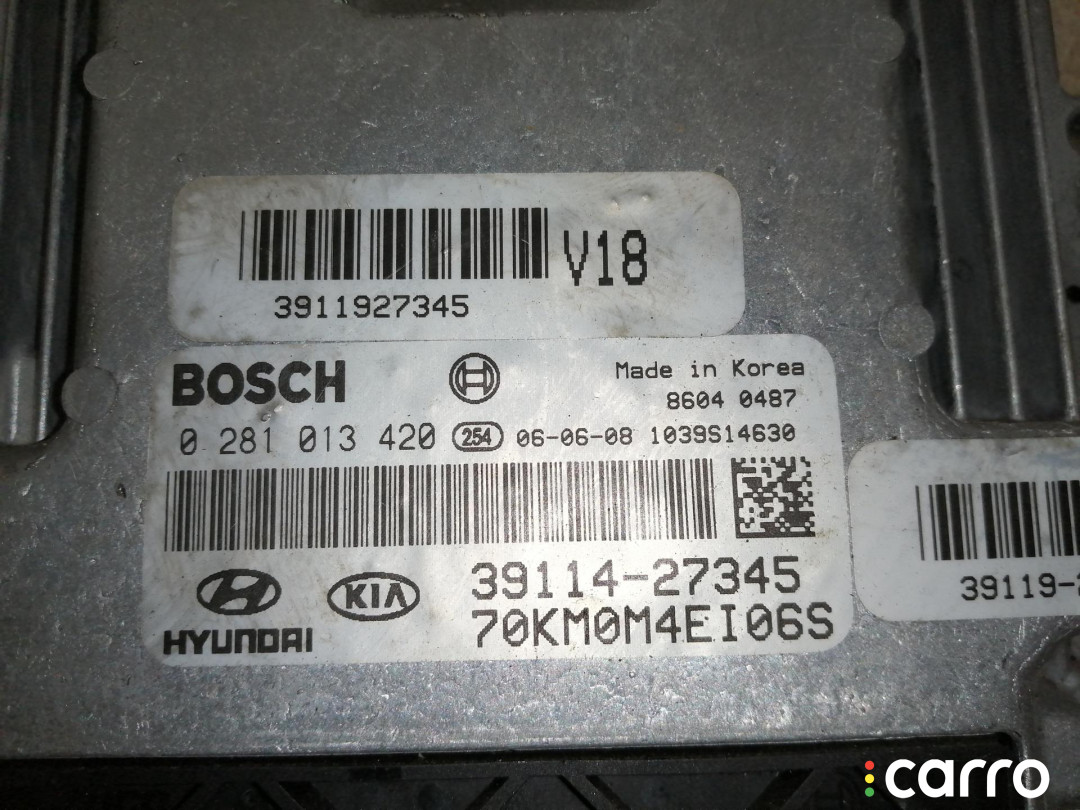 V18
3911927345
BOSCH
Made in Korea
8604 0487
0 281 013 420 254 06-06-08 1039S14630
39114-27345
HYUNDAI KIA 70KM0M4EI06S
39119-
carro